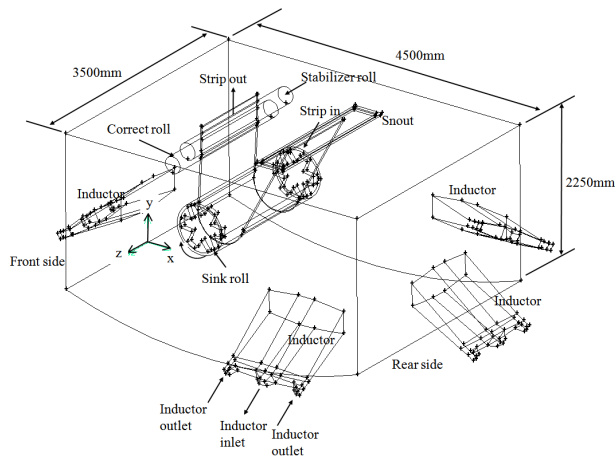 3500mm
4500mm
Strip out
Stabilizer roll
Strip in
Snout
Correct roll
2250mm
Inductor
Inductor
y
z
x
Front side
Sink roll
Inductor
Inductor
Rear side
Inductor
outlet
Inductor
inlet
Inductor
outlet